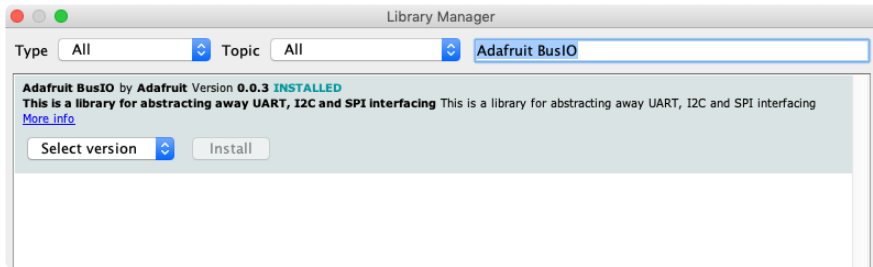 Library Manager
Type All Topic All Adafruit BusIO
Adafruit BusIO by Adafruit Version 0.0.3 INSTALLED
This is a library for abstracting away UART, I2C and SPI interfacing This is a library for abstracting away UART, I2C and SPI interfacing
More info
Select version Install